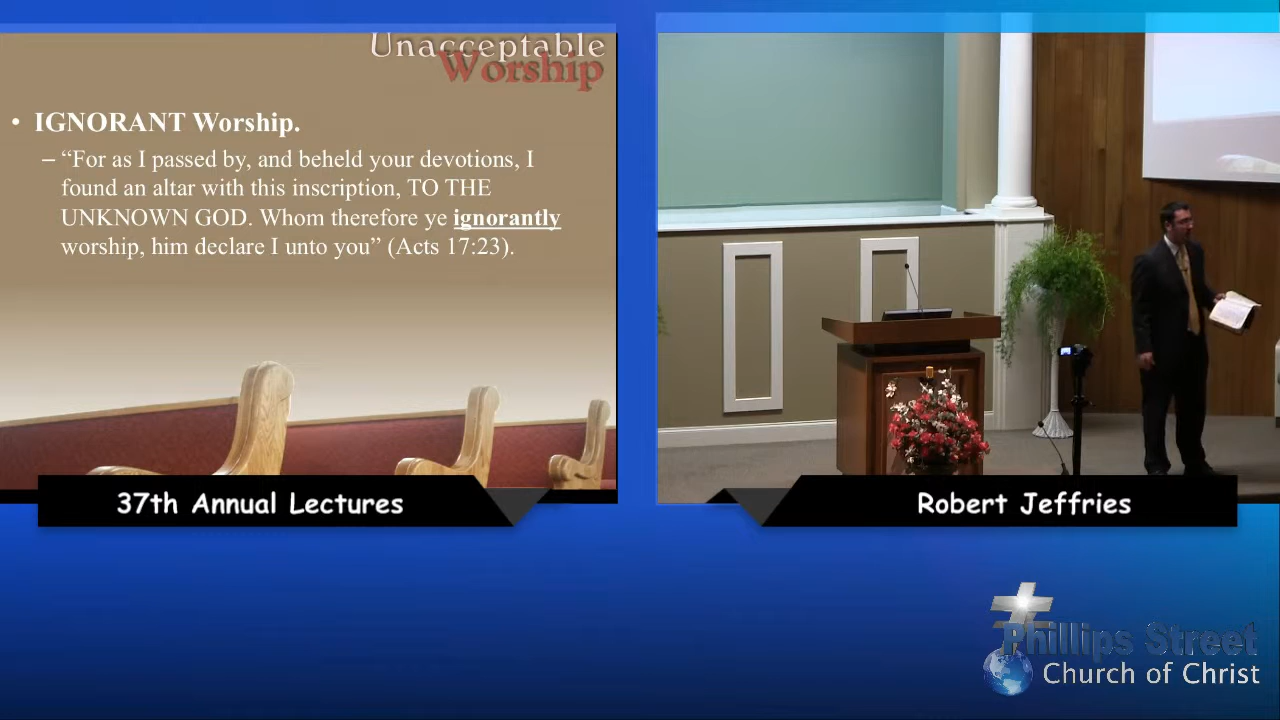 Unacceptable
Worship
• IGNORANT Worship.
– “For as I passed by, and beheld your devotions, I
found an altar with this inscription, TO THE
UNKNOWN GOD. Whom therefore ye ignorantly
worship, him declare I unto you” (Acts 17:23).
37th Annual Lectures
Robert Jeffries
Phillips Street
Church of Christ